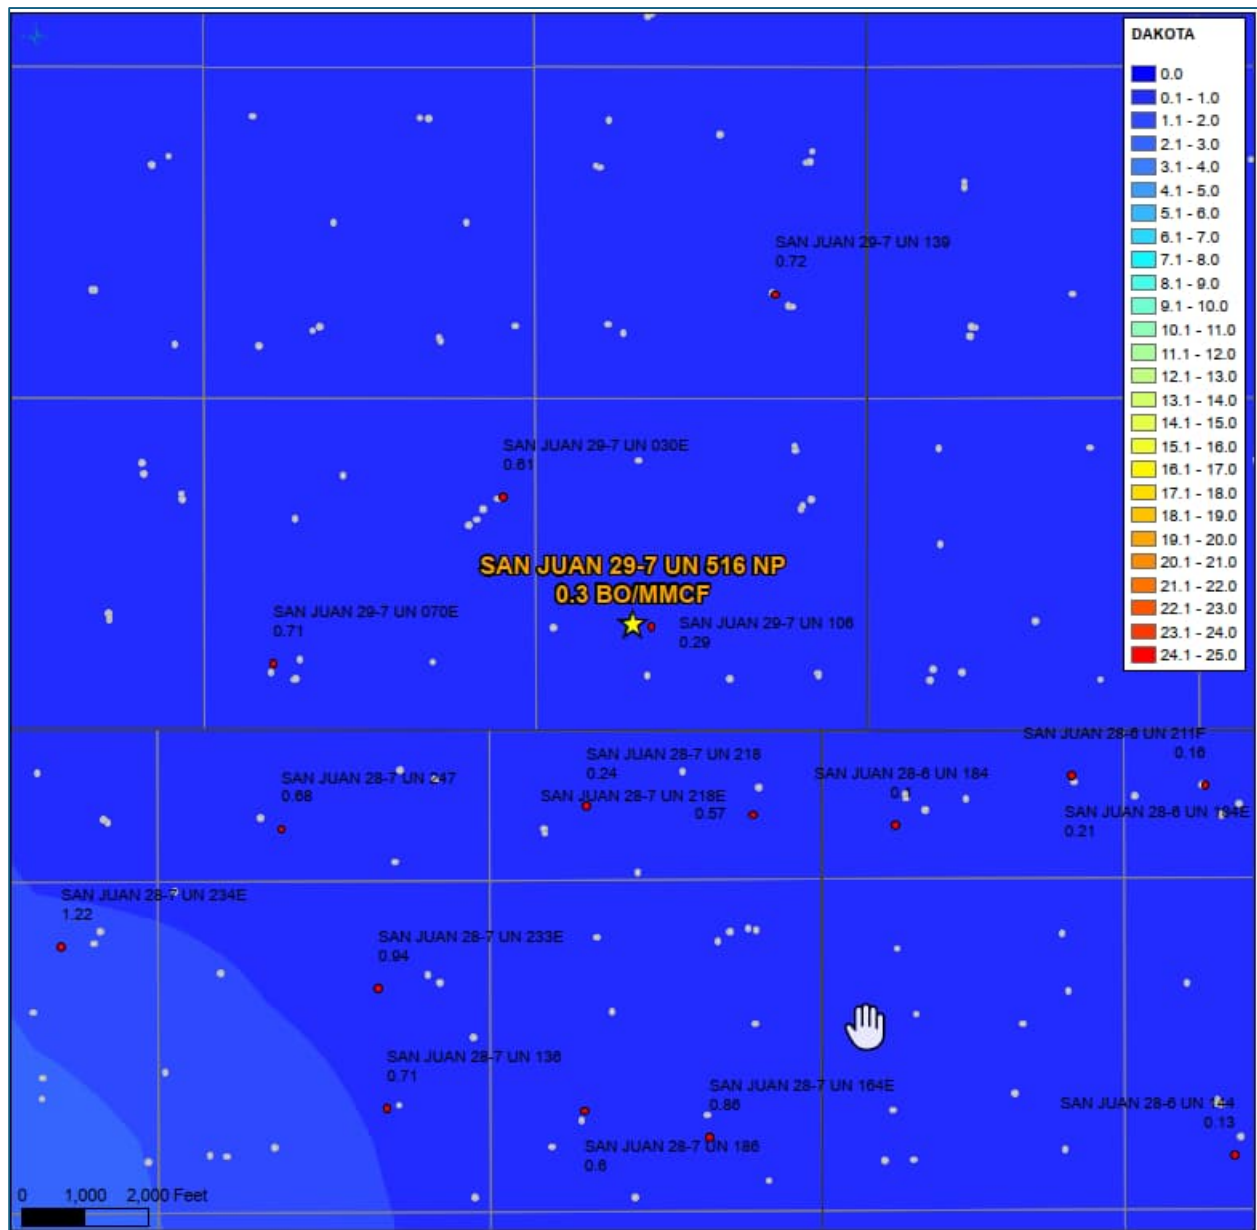 DAKOTA
0.0
0.1 - 1.0
1.1 - 2.0
2.1 - 3.0
3.1 - 4.0
4.1 - 5.0
5.1 - 6.0
6.1 - 7.0
7.1 - 8.0
8.1 - 9.0
9.1 - 10.0
10.1 - 11.0
11.1 - 12.0
12.1 - 13.0
13.1 - 14.0
14.1 - 15.0
15.1 - 16.0
16.1 - 17.0
17.1 - 18.0
18.1 - 19.0
19.1 - 20.0
20.1 - 21.0
21.1 - 22.0
22.1 - 23.0
23.1 - 24.0
24.1 - 25.0
SAN JUAN 29-7 UN 139
0.72
SAN JUAN 29-7 UN 030E
0.61
SAN JUAN 29-7 UN 516 NP
0.3 BO/MMCF
SAN JUAN 29-7 UN 070E
0.71
SAN JUAN 29-7 UN 106
0.29
SAN JUAN 28-6 UN 211F
0.16
SAN JUAN 28-7 UN 218
0.24
SAN JUAN 28-7 UN 247
0.68
SAN JUAN 28-6 UN 184
0.1
SAN JUAN 28-7 UN 218E
0.57
SAN JUAN 28-6 UN 194E
0.21
SAN JUAN 28-7 UN 234E
1.22
SAN JUAN 28-7 UN 233E
0.94
SAN JUAN 28-7 UN 136
0.71
SAN JUAN 28-7 UN 164E
0.86
SAN JUAN 28-6 UN 144
0.13
SAN JUAN 28-7 UN 186
0.6
0 1,000 2,000 Feet